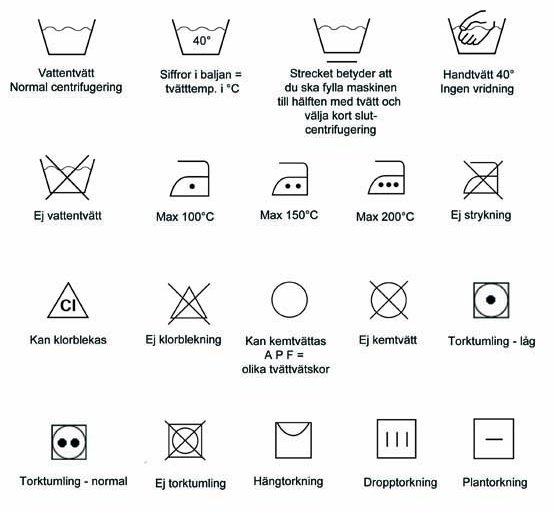 40°
Vattentvätt
Normal centrifugering
Siffror i baljan =
tvätttemp. i °C
Strecket betyder att
du ska fylla maskinen
till hälften med tvätt och
välja kort slut-
centrifugering
Handtvätt 40°
Ingen vridning
Ej vattentvätt
Max 100°C
Max 150°C
Max 200°C
Ej strykning
Cl
Kan klorblekas
Ej klorblekning
Kan kemtvättas
A P F =
olika tvättvätskor
Ej kemtvätt
Torktumling - låg
Torktumling - normal
Ej torktumling
Hängtorkning
Dropptorkning
Plantorkning